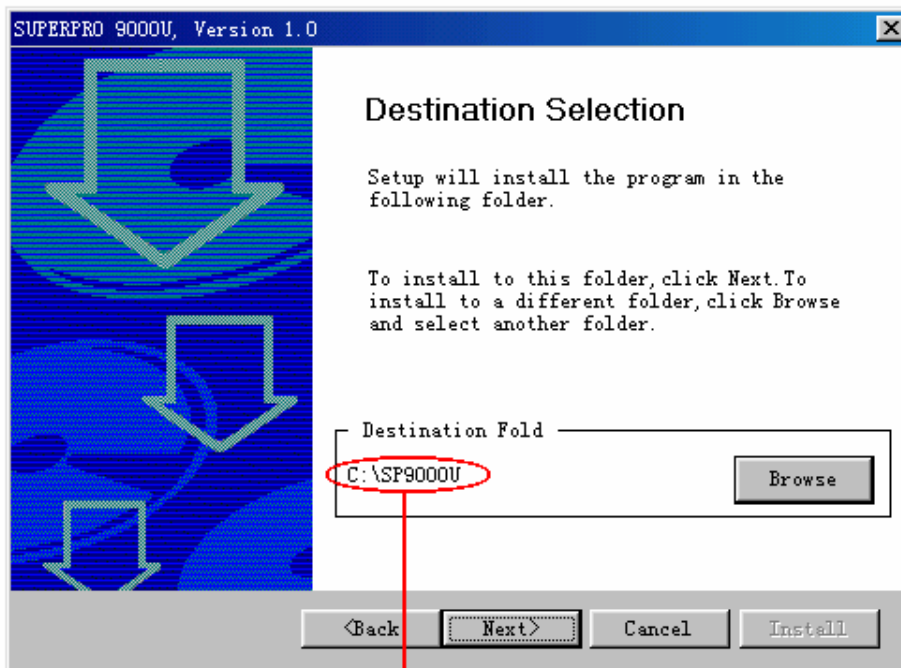 SUPERPRO 9000U, Version 1.0
Destination Selection
Setup will install the program in the
following folder.
To install to this folder,click Next.To
install to a different folder,click Browse
and select another folder.
Destination Fold
C:\SP9000U
Browse
<Back
Next>
Cancel
Install